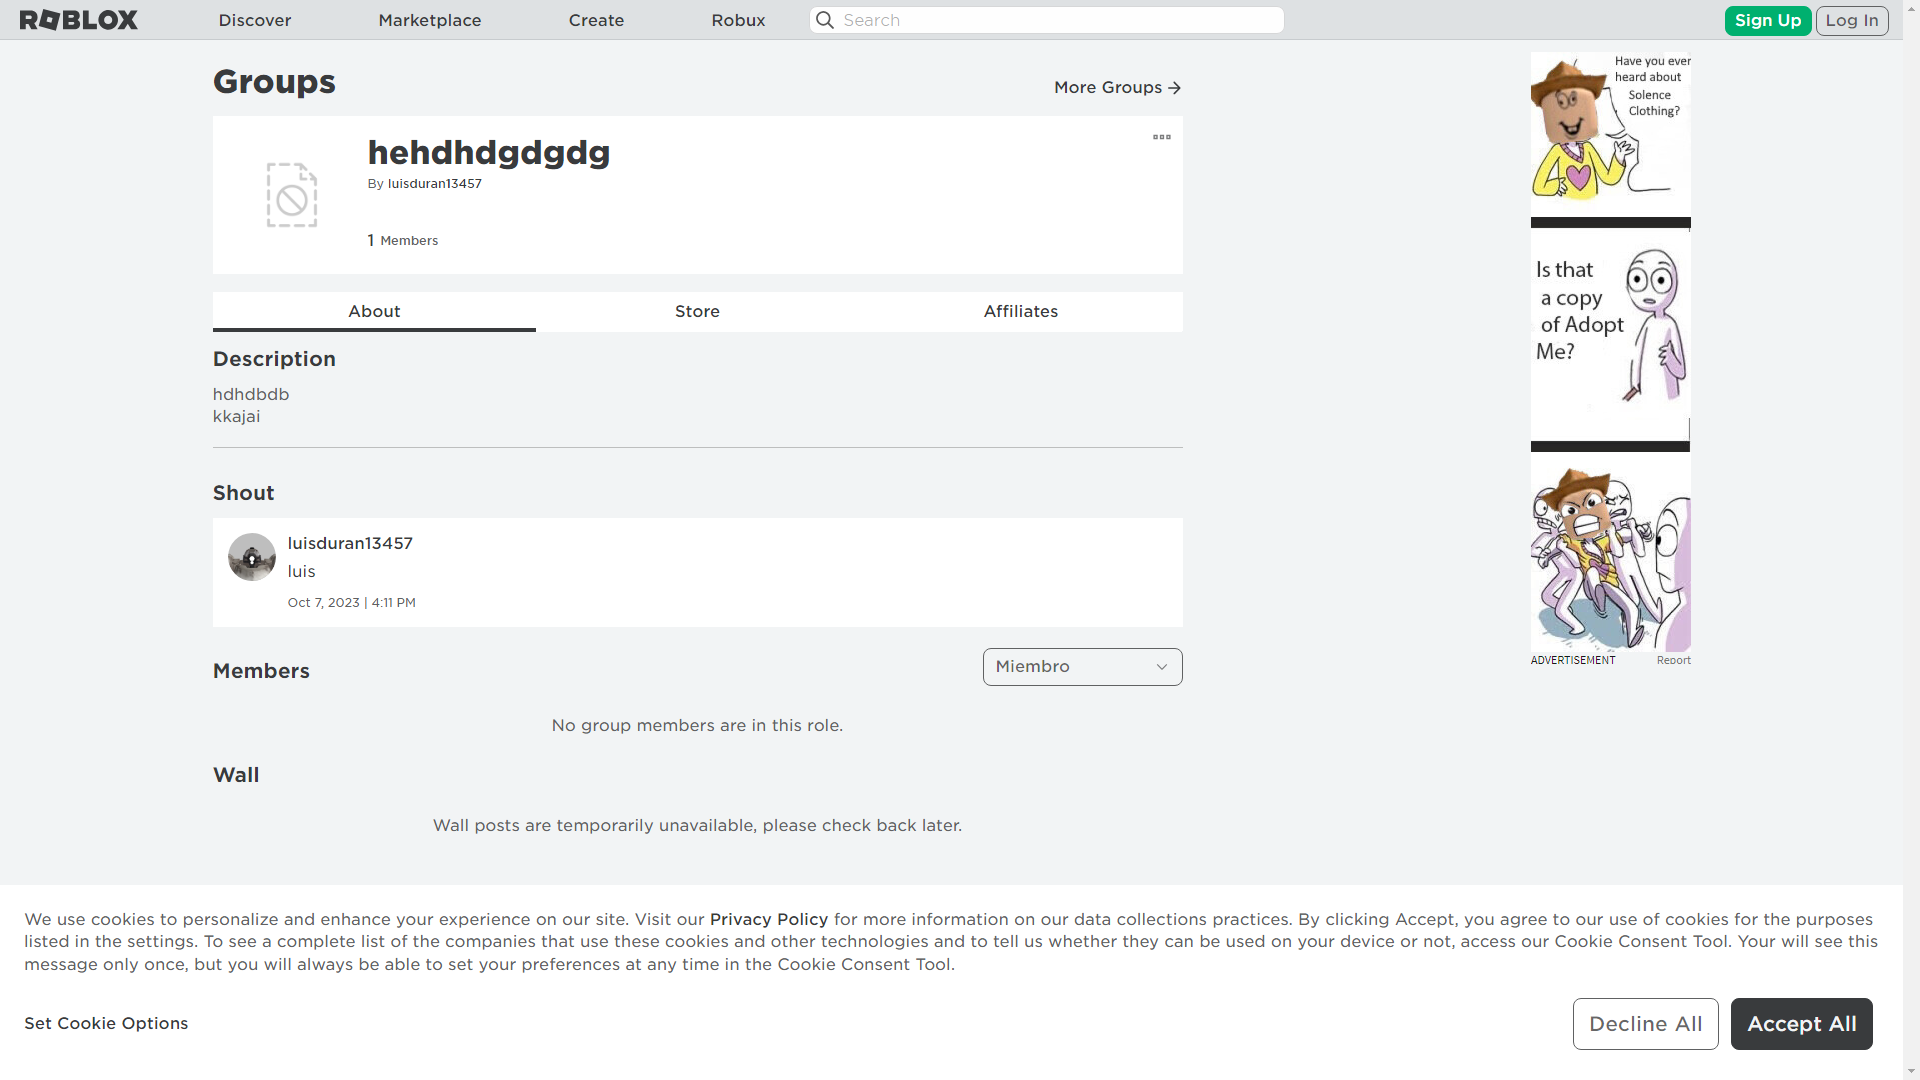 ROBLOX
Discover
Marketplace
Create
Robux
Search
Sign Up
Log In
Groups
More Groups
hehdhdgdgdg
By luisduran13457
1 Members
About
Store
Affiliates
Description
hdhdbdb
kkajai
Shout
luisduran13457
luis
Oct 7, 2023 | 4:11 PM
Members
Miembro
No group members are in this role.
Wall
Wall posts are temporarily unavailable, please check back later.
Have you ever
heard about
Solence
Clothing?
Is that
a copy
of Adopt
Me?
ADVERTISEMENT
Report
We use cookies to personalize and enhance your experience on our site. Visit our Privacy Policy for more information on our data collections practices. By clicking Accept, you agree to our use of cookies for the purposes
listed in the settings. To see a complete list of the companies that use these cookies and other technologies and to tell us whether they can be used on your device or not, access our Cookie Consent Tool. Your will see this
message only once, but you will always be able to set your preferences at any time in the Cookie Consent Tool.
Set Cookie Options
Decline All
Accept All